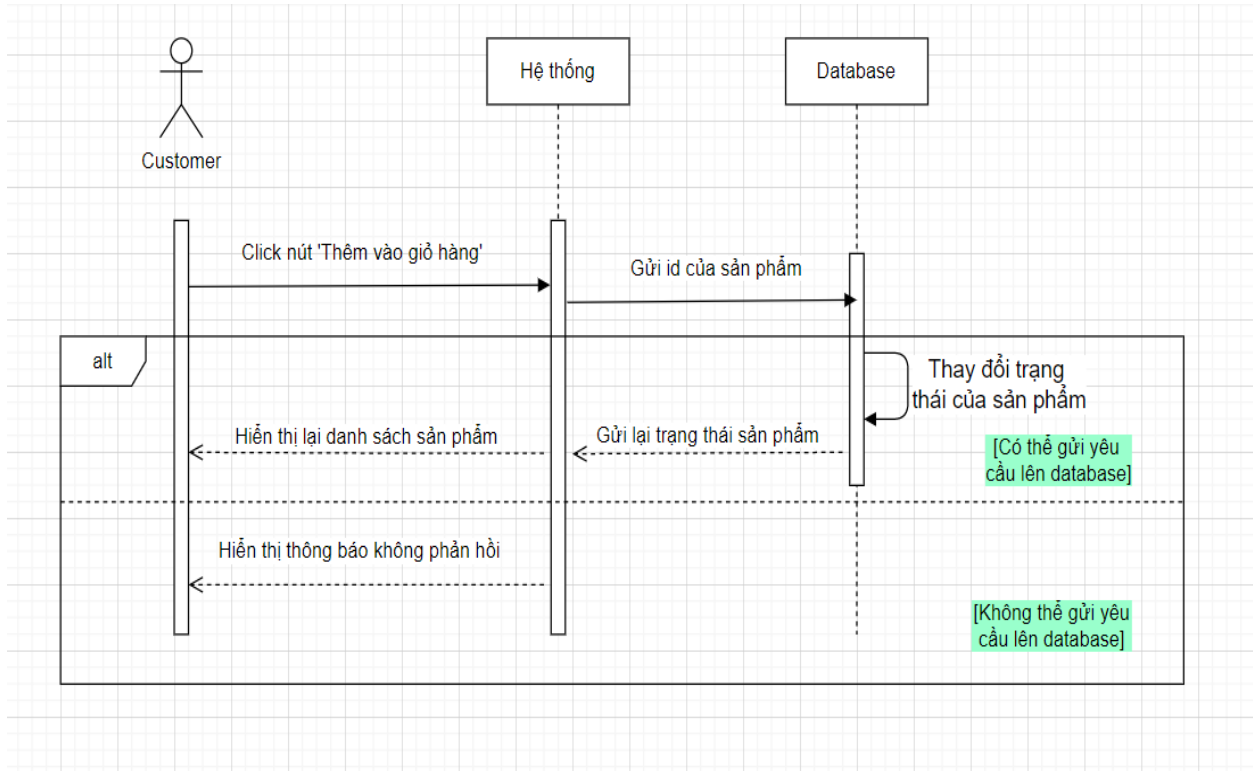 Hệ thống
Database
Customer
Click nút 'Thêm vào giỏ hàng'
Gửi id của sản phẩm
alt
Thay đổi trạng
thái của sản phẩm
Hiển thị lại danh sách sản phẩm
Gửi lại trạng thái sản phẩm
[Có thể gửi yêu
cầu lên database]
Hiển thị thông báo không phản hồi
[Không thể gửi yêu
cầu lên database]